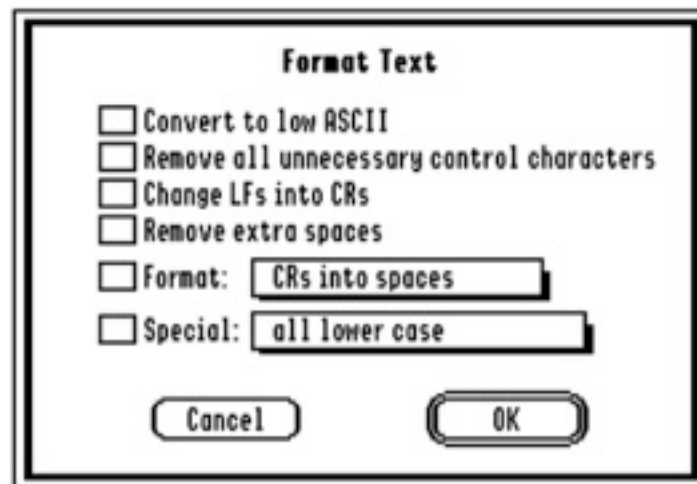 Format Text
Convert to low ASCII
Remove all unnecessary control characters
Change LFs into CRs
Remove extra spaces
Format: CRs into spaces
Special: all lower case
Cancel OK